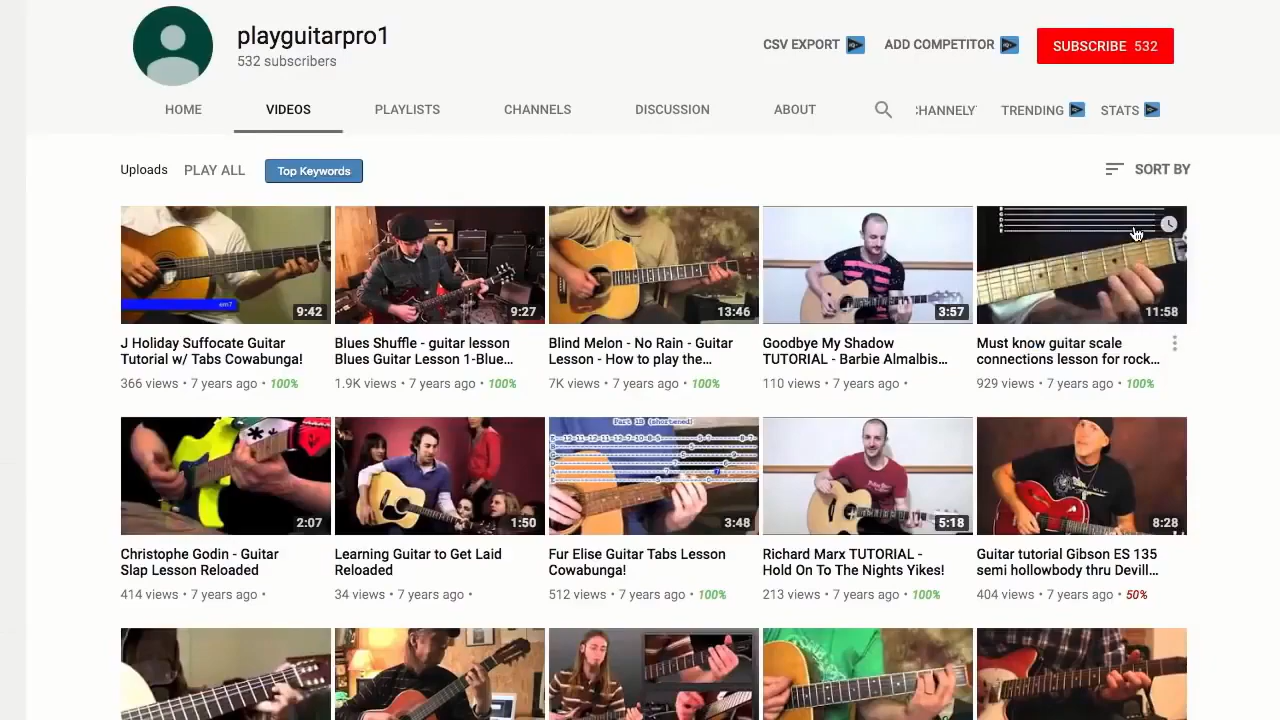 playguitarpro1
532 subscribers
CSV EXPORT
ADD COMPETITOR
SUBSCRIBE 532
HOME
VIDEOS
PLAYLISTS
CHANNELS
DISCUSSION
ABOUT
TRENDING
STATS
Uploads
PLAY ALL
Top Keywords
SORT BY
em7
9:42
9:27
13:46
3:57
11:58
J Holiday Suffocate Guitar
Tutorial w/ Tabs Cowabunga!
366 views • 7 years ago • 100%
Blues Shuffle - guitar lesson
Blues Guitar Lesson 1-Blue...
1.9K views • 7 years ago • 100%
Blind Melon - No Rain - Guitar
Lesson - How to play the...
7K views • 7 years ago • 100%
Goodbye My Shadow
TUTORIAL - Barbie Almalbis...
110 views • 7 years ago •
Must know guitar scale
connections lesson for rock...
929 views • 7 years ago • 100%
Part 1B (shortened)
2:07
1:50
3:48
5:18
8:28
Christophe Godin - Guitar
Slap Lesson Reloaded
414 views • 7 years ago •
Learning Guitar to Get Laid
Reloaded
34 views • 7 years ago •
Fur Elise Guitar Tabs Lesson
Cowabunga!
512 views • 7 years ago • 100%
Richard Marx TUTORIAL -
Hold On To The Nights Yikes!
213 views • 7 years ago • 100%
Guitar tutorial Gibson ES 135
semi hollowbody thru Devill...
404 views • 7 years ago • 50%